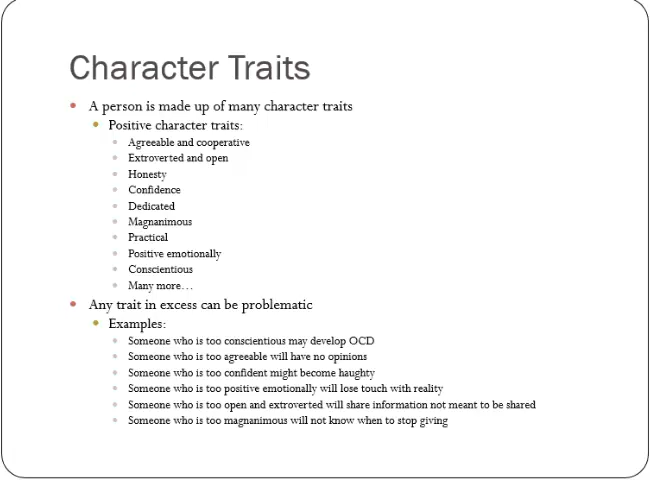 Character Traits
A person is made up of many character traits
Positive character traits:
Agreeable and cooperative
Extroverted and open
Honesty
Confidence
Dedicated
Magnanimous
Practical
Positive emotionally
Conscientious
Many more…
Any trait in excess can be problematic
Examples:
Someone who is too conscientious may develop OCD
Someone who is too agreeable will have no opinions
Someone who is too confident might become haughty
Someone who is too positive emotionally will lose touch with reality
Someone who is too open and extroverted will share information not meant to be shared
Someone who is too magnanimous will not know when to stop giving